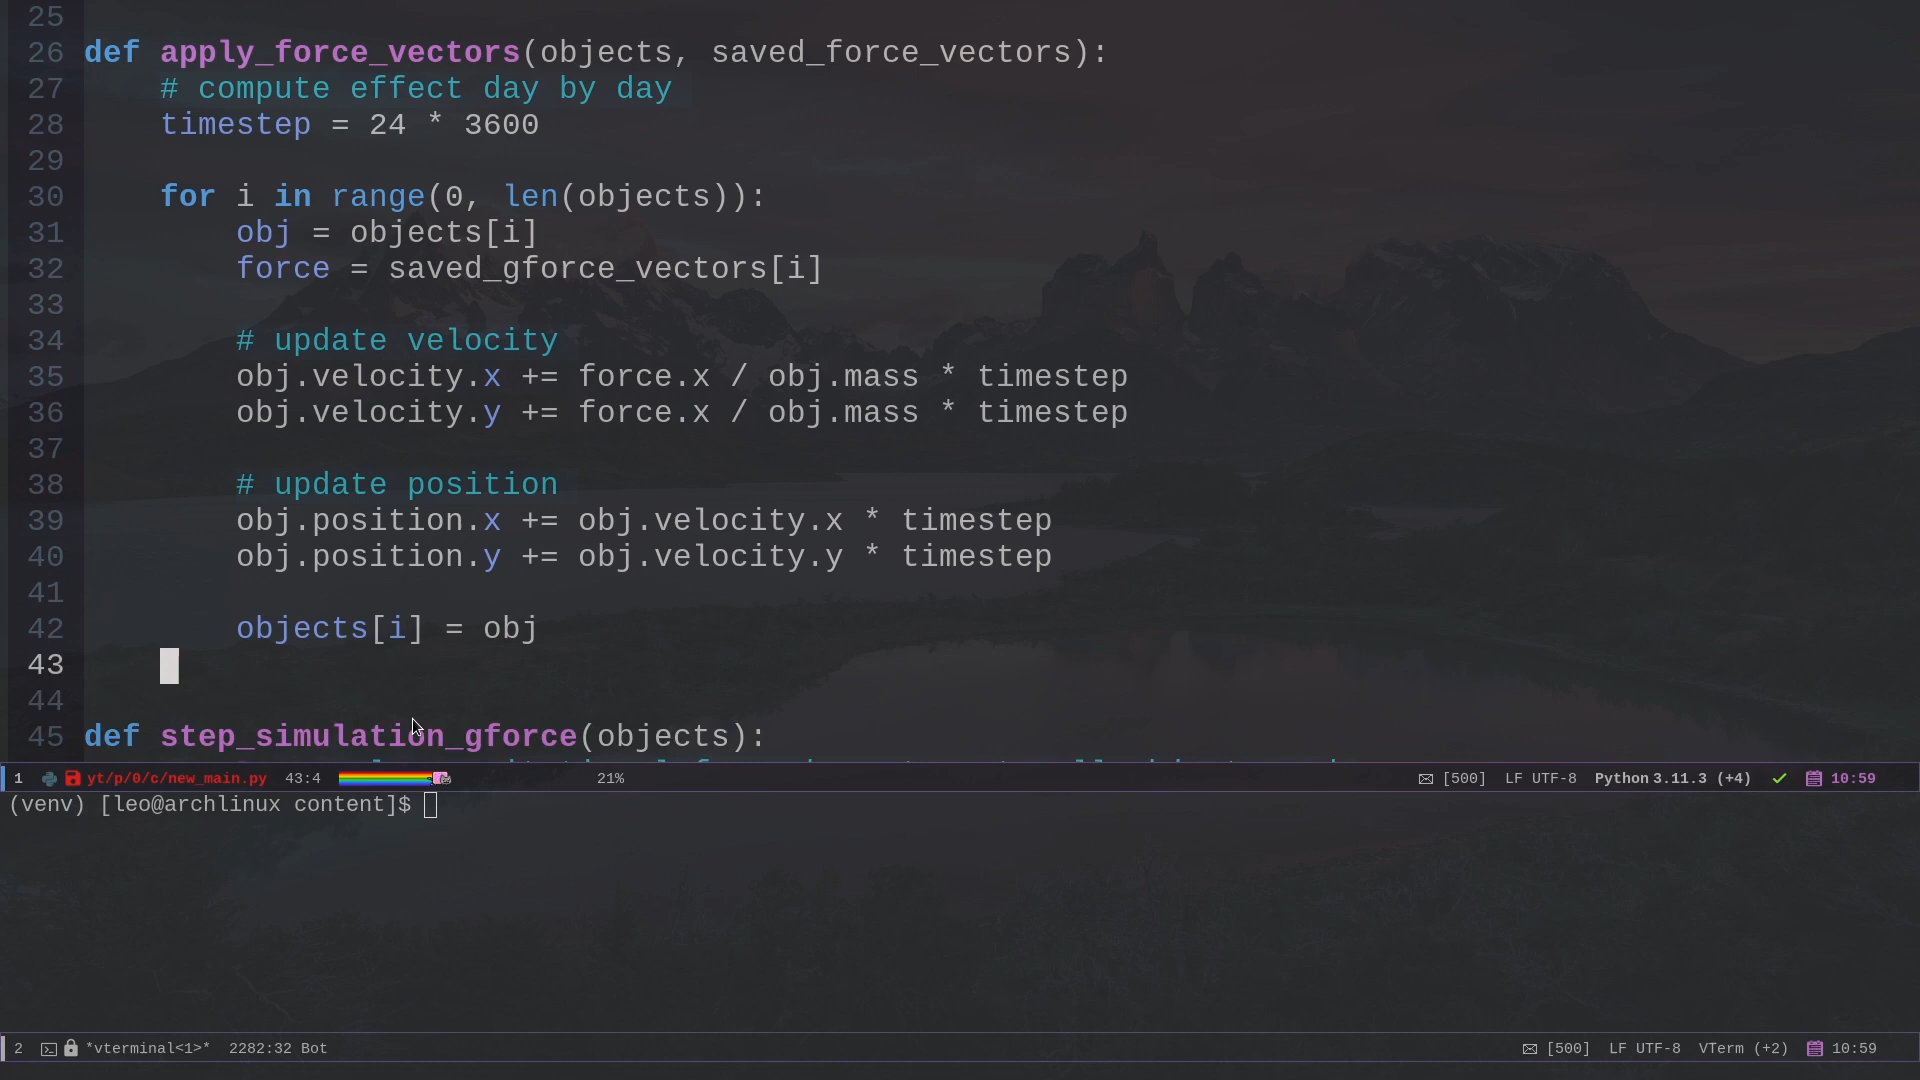 25
26 def apply_force_vectors(objects, saved_force_vectors):
27     # compute effect day by day
28     timestep = 24 * 3600
29
30     for i in range(0, len(objects)):
31         obj = objects[i]
32         force = saved_gforce_vectors[i]
33
34         # update velocity
35         obj.velocity.x += force.x / obj.mass * timestep
36         obj.velocity.y += force.x / obj.mass * timestep
37
38         # update position
39         obj.position.x += obj.velocity.x * timestep
40         obj.position.y += obj.velocity.y * timestep
41
42         objects[i] = obj
43
44
45 def step_simulation_gforce(objects):
1 yt/p/0/c/new_main.py 43:4 21% [500] LF UTF-8 Python 3.11.3 (+4) 10:59
(venv) [leo@archlinux content]$
2 *vterminal<1>* 2282:32 Bot [500] LF UTF-8 VTerm (+2) 10:59